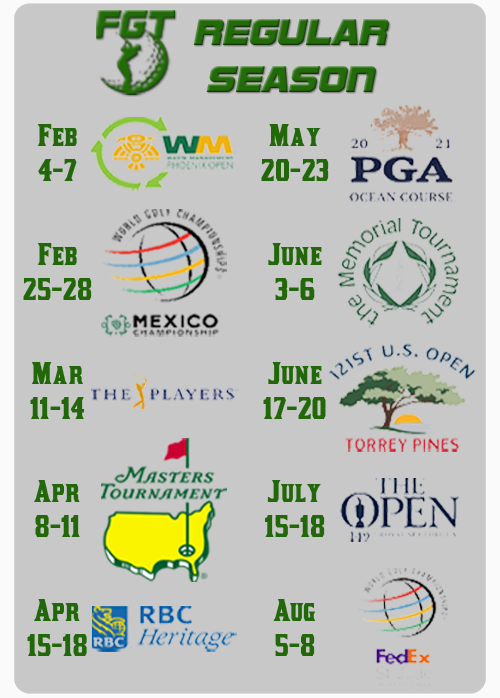 FGT REGULAR
SEASON
FEB
4-7
WM
WASTE MANAGEMENT
PHOENIX OPEN
FEB
25-28
WORLD GOLF CHAMPIONSHIPS
MEXICO
CHAMPIONSHIP
MAR
11-14
THE PLAYERS
APR
8-11
MASTERS
TOURNAMENT
APR
15-18
RBC
RBC
Heritage
MAY
20-23
20 21
PGA
OCEAN COURSE
JUNE
3-6
the Memorial Tournament
JUNE
17-20
121ST U.S. OPEN
TORREY PINES
JULY
15-18
THE
OPEN
149
AUG
5-8
WORLD GOLF CHAMPIONSHIPS
FedEx